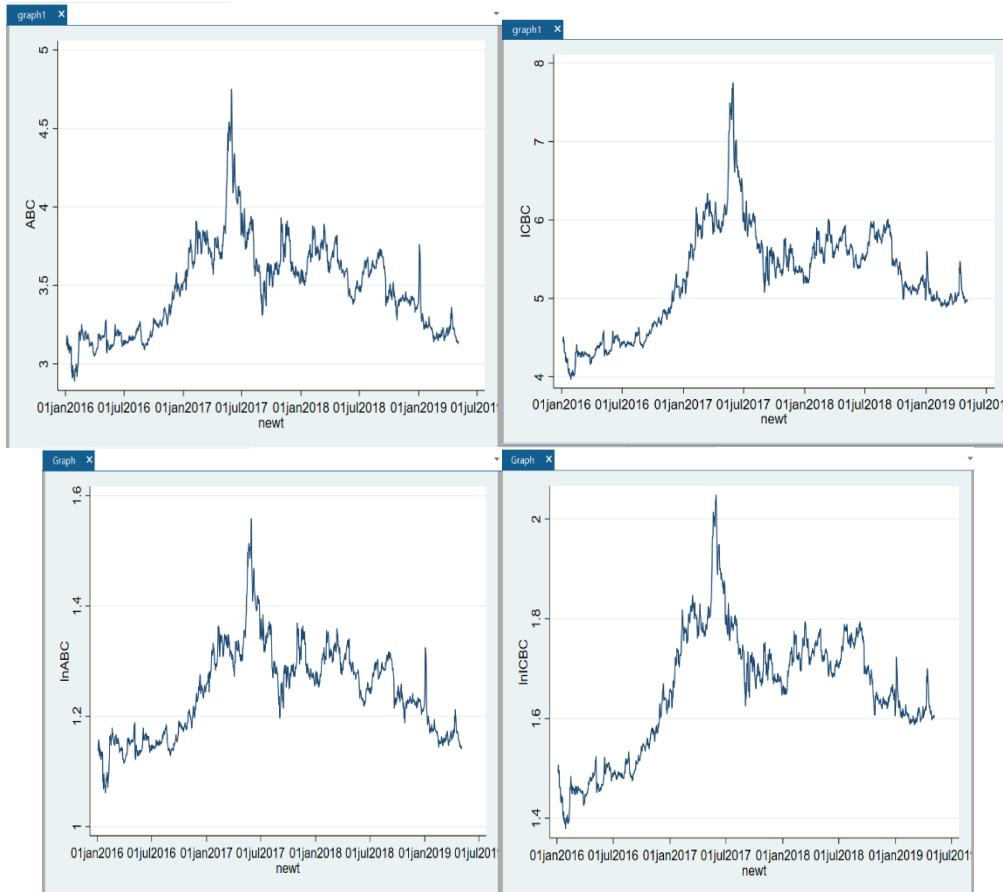 graph1 X
5
4.5
4
3.5
3
ABC
01jan2016 01jul2016 01jan2017 01jul2017 01jan2018 01jul2018 01jan2019 01jul2019
newt
graph1 X
8
7
6
5
4
ICBC
01jan2016 01jul2016 01jan2017 01jul2017 01jan2018 01jul2018 01jan2019 01jul201
newt
Graph X
1.6
1.4
1.2
1
lnABC
01jan2016 01jul2016 01jan2017 01jul2017 01jan2018 01jul2018 01jan2019 01jul2019
newt
Graph X
2
1.8
1.6
1.4
lnICBC
01jan2016 01jul2016 01jan2017 01jul2017 01jan2018 01jul2018 01jan2019 01jul2019
newt